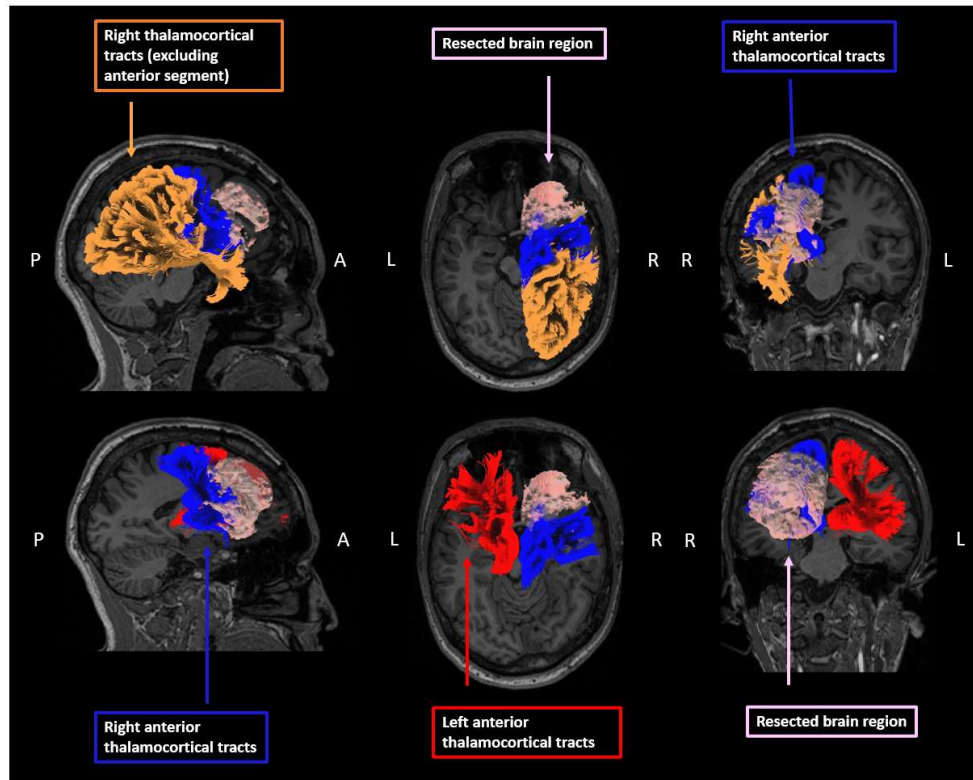 Right thalamocortical
tracts (excluding
anterior segment)
Resected brain region
Right anterior
thalamocortical tracts
P
A
L
R
R
L
P
A
L
R
R
L
Right anterior
thalamocortical tracts
Left anterior
thalamocortical tracts
Resected brain region